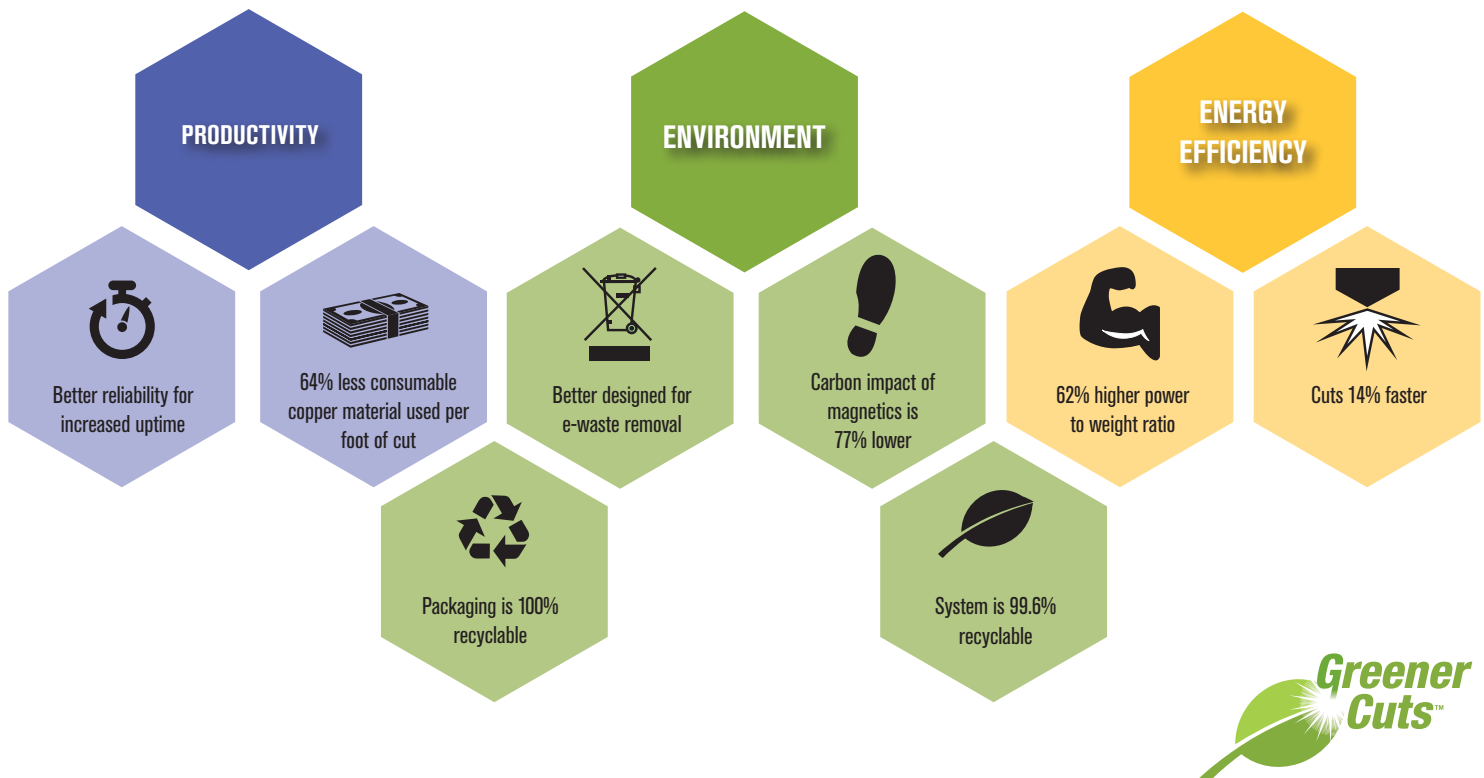 PRODUCTIVITY
ENVIRONMENT
ENERGY
EFFICIENCY
Better reliability for
increased uptime
64% less consumable
copper material used per
foot of cut
Better designed for
e-waste removal
Carbon impact of
magnetics is
77% lower
62% higher power
to weight ratio
Cuts 14% faster
Packaging is 100%
recyclable
System is 99.6%
recyclable
Greener
Cuts™